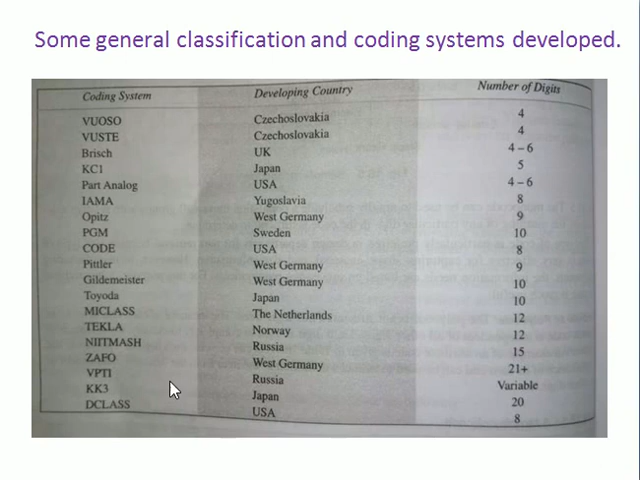 Some general classification and coding systems developed.
Coding System Developing Country Number of Digits
VUOSO Czechoslovakia 4
VUSTE Czechoslovakia 4
Brisch UK 4 – 6
KC1 Japan 5
Part Analog USA 4 – 6
IAMA Yugoslavia 8
Opitz West Germany 9
PGM Sweden 10
CODE USA 8
Pittler West Germany 9
Gildemeister West Germany 10
Toyoda Japan 10
MICLASS The Netherlands 12
TEKLA Norway 12
NIITMASH Russia 15
ZAFO West Germany 21+
VPTI Russia Variable
KK3 Japan 20
DCLASS USA 8